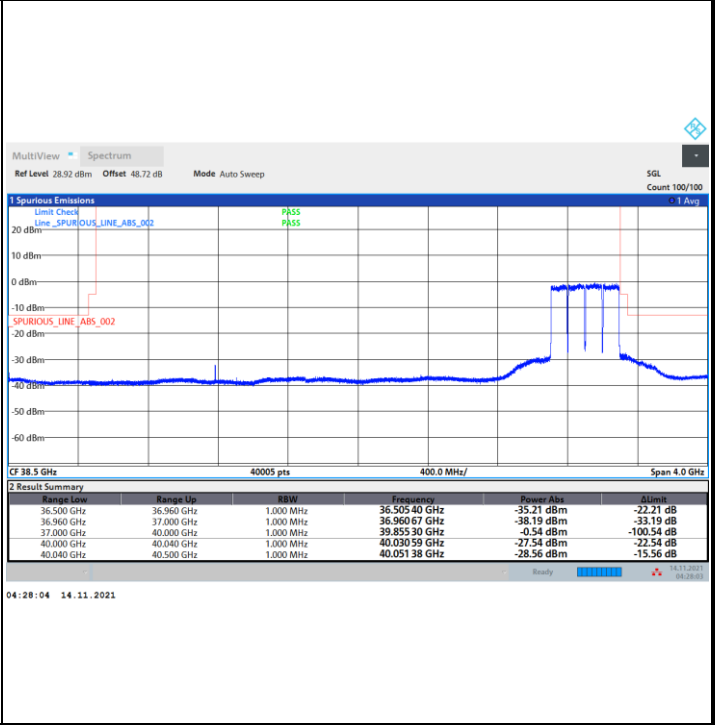 MultiView Spectrum
Ref Level 28.92 dBm Offset 48.72 dB Mode Auto Sweep SGL
Count 100/100
1 Spurious Emissions 1 Avg
Limit Check PASS
Line _SPURIOUS_LINE_ABS_002 PASS
20 dBm
10 dBm
0 dBm
-10 dBm
_SPURIOUS_LINE_ABS_002
-20 dBm
-30 dBm
-40 dBm
-50 dBm
-60 dBm
CF 38.5 GHz 40005 pts 400.0 MHz/ Span 4.0 GHz
2 Result Summary
Range Low Range Up RBW Frequency Power Abs ΔLimit
36.500 GHz 36.960 GHz 1.000 MHz 36.505 40 GHz -35.21 dBm -22.21 dB
36.960 GHz 37.000 GHz 1.000 MHz 36.960 67 GHz -38.19 dBm -33.19 dB
37.000 GHz 40.000 GHz 1.000 MHz 39.855 30 GHz -0.54 dBm -100.54 dB
40.000 GHz 40.040 GHz 1.000 MHz 40.030 59 GHz -27.54 dBm -22.54 dB
40.040 GHz 40.500 GHz 1.000 MHz 40.051 38 GHz -28.56 dBm -15.56 dB
Ready 14.11.2021
04:28:03
04:28:04 14.11.2021